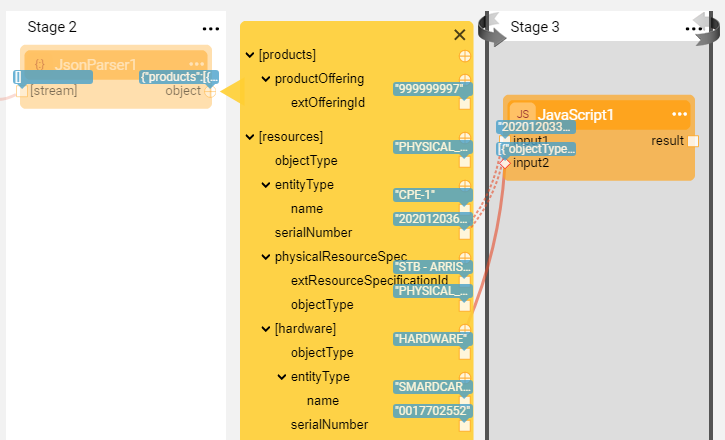 Stage 2
...
{} JsonParser1
[]
{"products":[{...
[stream]
object
[products]
productOffering
"999999997"
extOfferingId
[resources]
"PHYSICAL_...
objectType
entityType
"CPE-1"
name
"202012036...
serialNumber
physicalResourceSpec
"STB - ARRIS...
extResourceSpecificationId
"PHYSICAL_...
objectType
[hardware]
"HARDWARE"
objectType
entityType
"SMARDCAR...
name
"0017702552"
serialNumber
Stage 3
...
JS JavaScript1
...
"202012033...
input1
result
[{"objectType...
input2